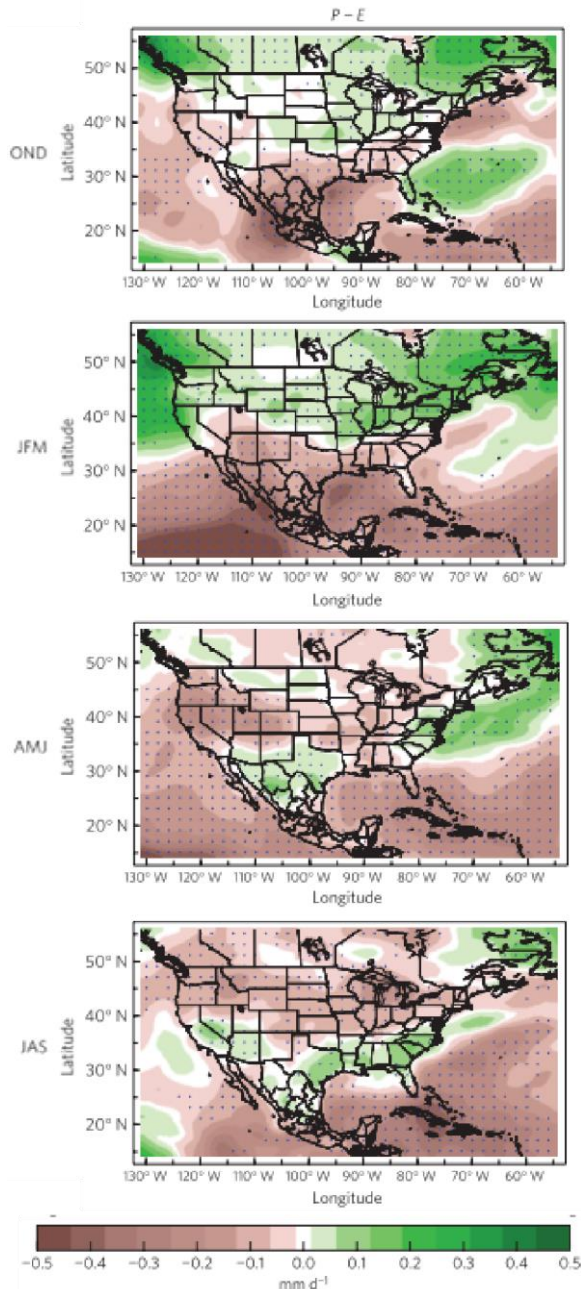 P – E
OND
Latitude
50° N
40° N
30° N
20° N
130° W 120° W 110° W 100° W 90° W 80° W 70° W 60° W
Longitude
JFM
Latitude
50° N
40° N
30° N
20° N
130° W 120° W 110° W 100° W 90° W 80° W 70° W 60° W
Longitude
AMJ
Latitude
50° N
40° N
30° N
20° N
130° W 120° W 110° W 100° W 90° W 80° W 70° W 60° W
Longitude
JAS
Latitude
50° N
40° N
30° N
20° N
130° W 120° W 110° W 100° W 90° W 80° W 70° W 60° W
Longitude
−0.5 −0.4 −0.3 −0.2 −0.1 0.0 0.1 0.2 0.3 0.4 0.5
mm d⁻¹